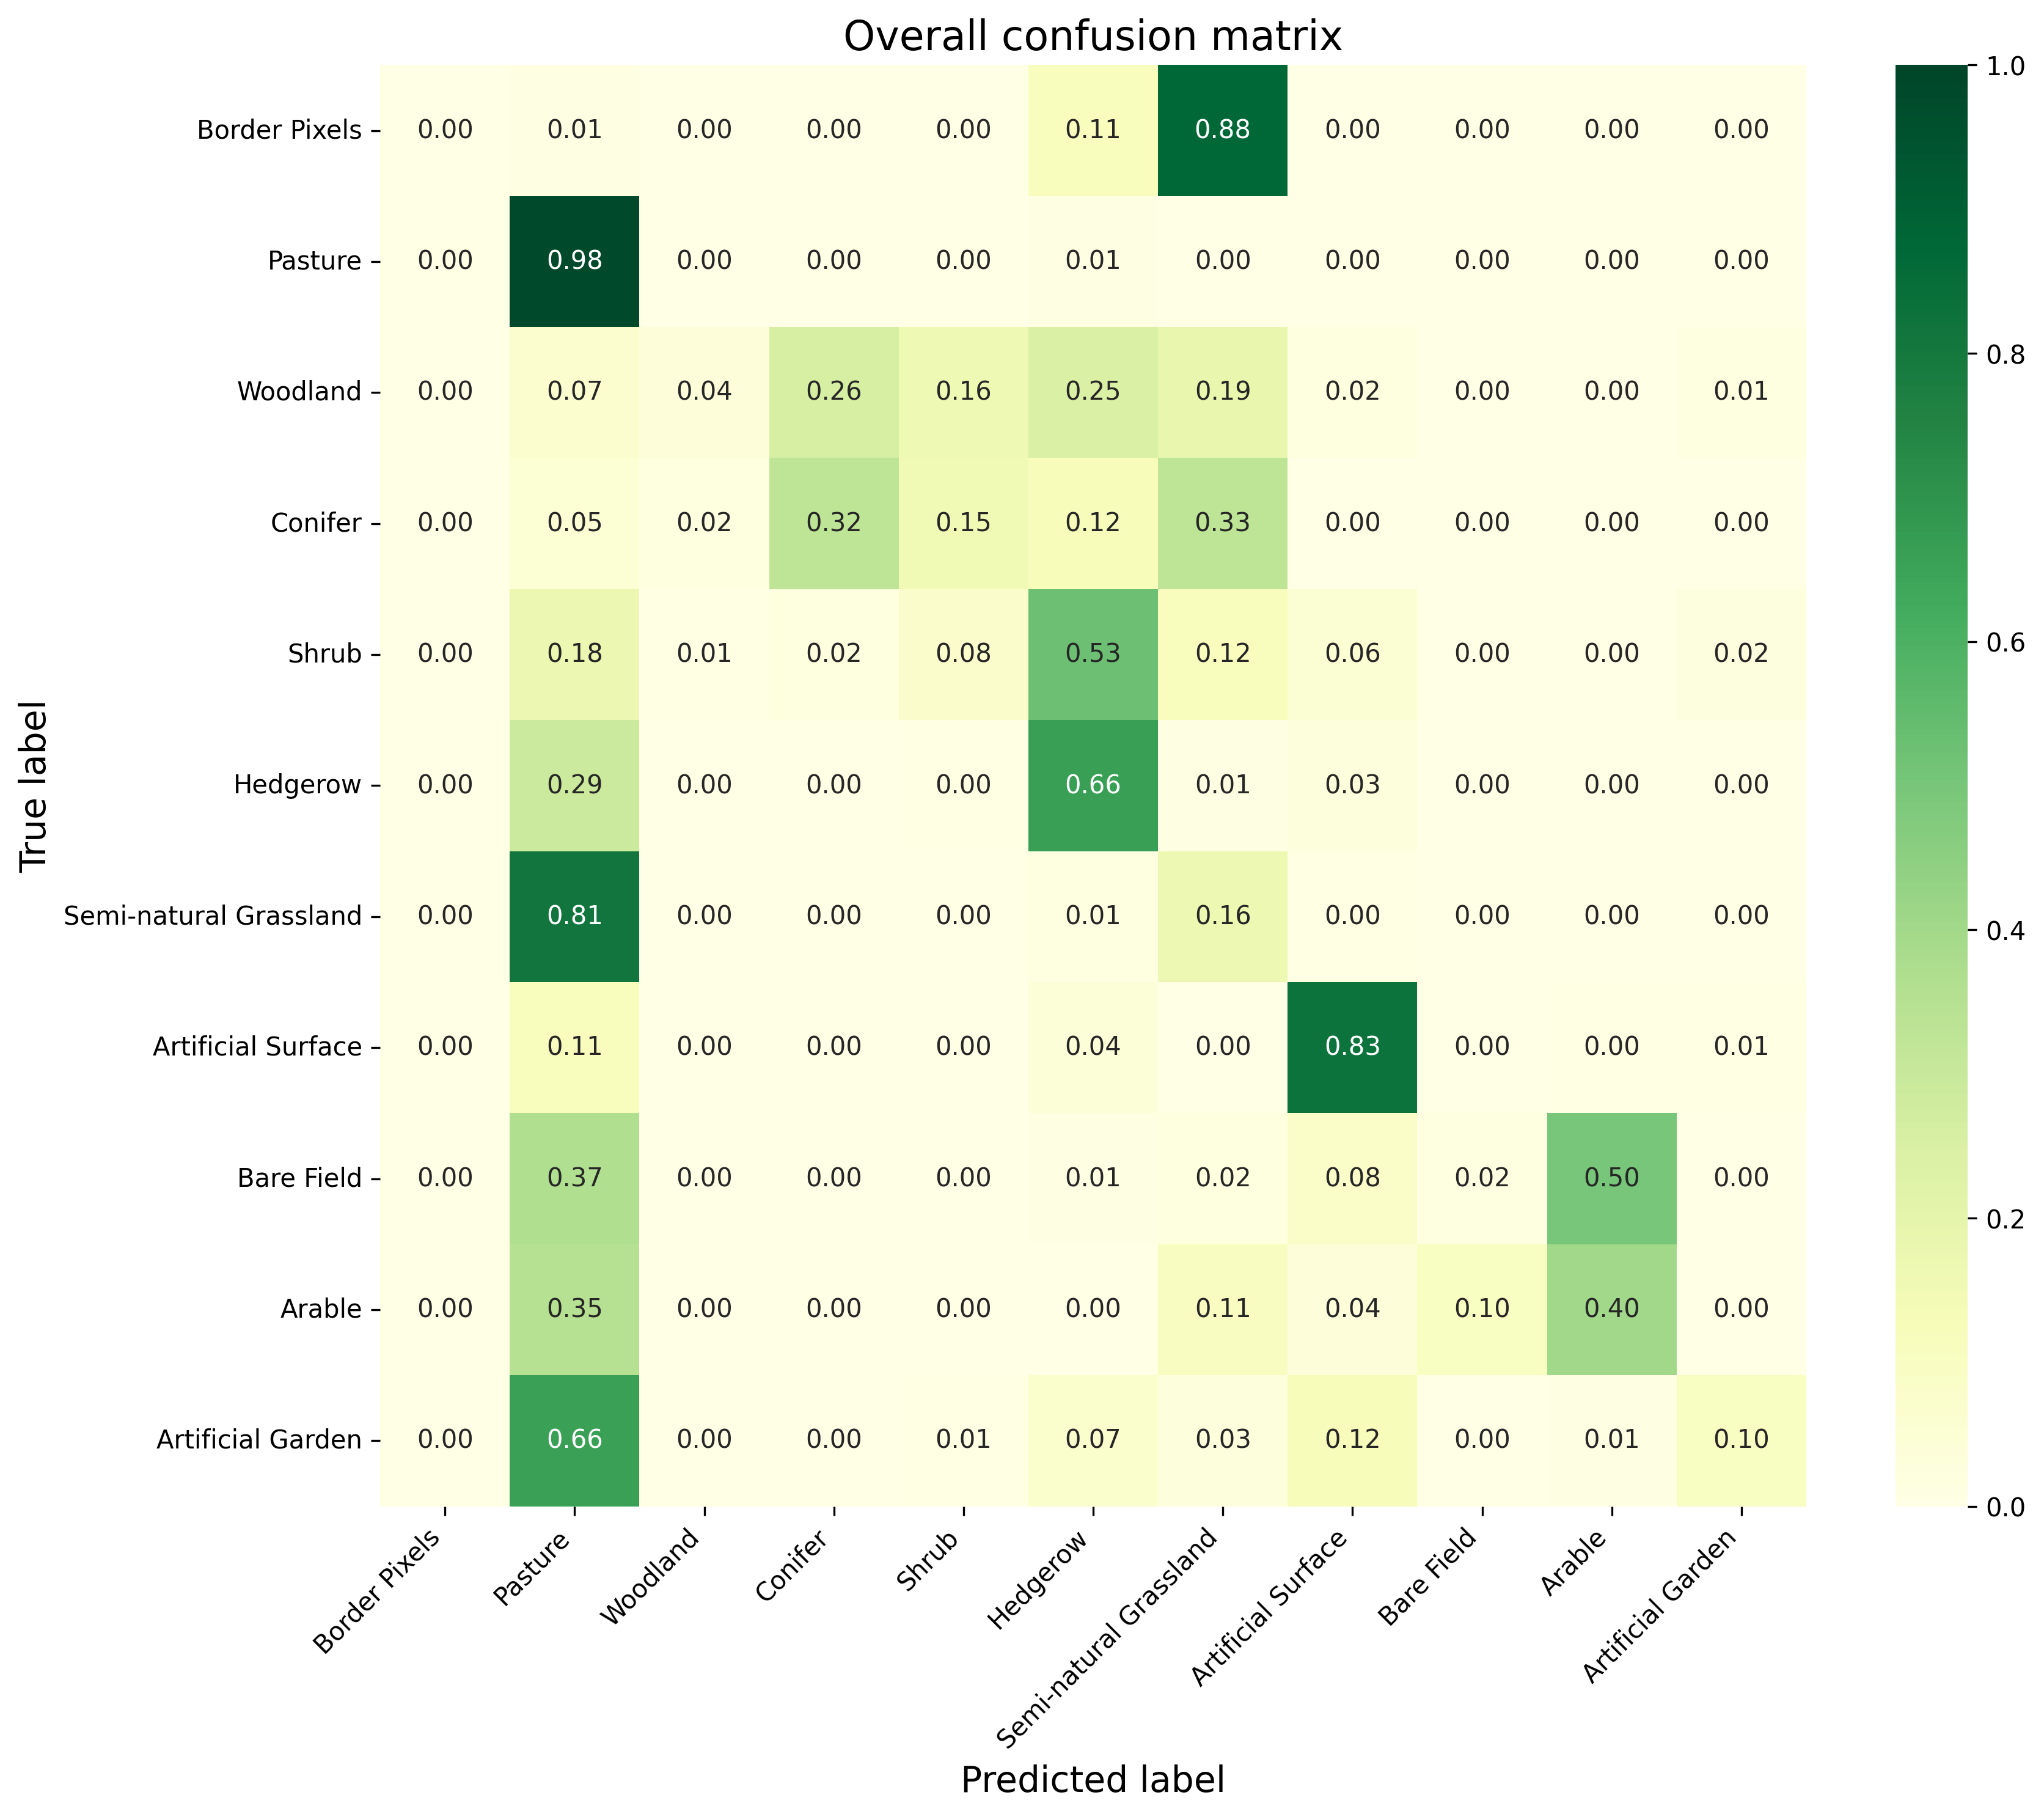 Overall confusion matrix
Border Pixels 0.00 0.01 0.00 0.00 0.00 0.11 0.88 0.00 0.00 0.00 0.00
Pasture 0.00 0.98 0.00 0.00 0.00 0.01 0.00 0.00 0.00 0.00 0.00
Woodland 0.00 0.07 0.04 0.26 0.16 0.25 0.19 0.02 0.00 0.00 0.01
Conifer 0.00 0.05 0.02 0.32 0.15 0.12 0.33 0.00 0.00 0.00 0.00
Shrub 0.00 0.18 0.01 0.02 0.08 0.53 0.12 0.06 0.00 0.00 0.02
Hedgerow 0.00 0.29 0.00 0.00 0.00 0.66 0.01 0.03 0.00 0.00 0.00
Semi-natural Grassland 0.00 0.81 0.00 0.00 0.00 0.01 0.16 0.00 0.00 0.00 0.00
Artificial Surface 0.00 0.11 0.00 0.00 0.00 0.04 0.00 0.83 0.00 0.00 0.01
Bare Field 0.00 0.37 0.00 0.00 0.00 0.01 0.02 0.08 0.02 0.50 0.00
Arable 0.00 0.35 0.00 0.00 0.00 0.00 0.11 0.04 0.10 0.40 0.00
Artificial Garden 0.00 0.66 0.00 0.00 0.01 0.07 0.03 0.12 0.00 0.01 0.10
Border Pixels
Pasture
Woodland
Conifer
Shrub
Hedgerow
Semi-natural Grassland
Artificial Surface
Bare Field
Arable
Artificial Garden
Predicted label
True label
1.0
0.8
0.6
0.4
0.2
0.0